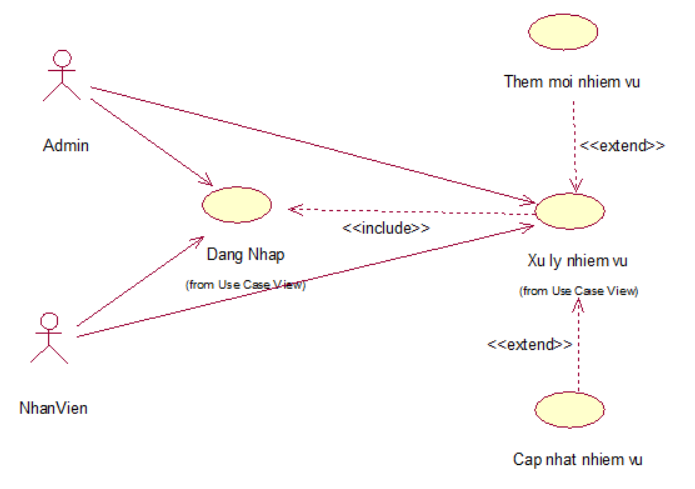 Them moi nhiem vu
<<extend>>
Admin
Dang Nhap
(from Use Case View)
<<include>>
Xu ly nhiem vu
(from Use Case View)
<<extend>>
NhanVien
Cap nhat nhiem vu